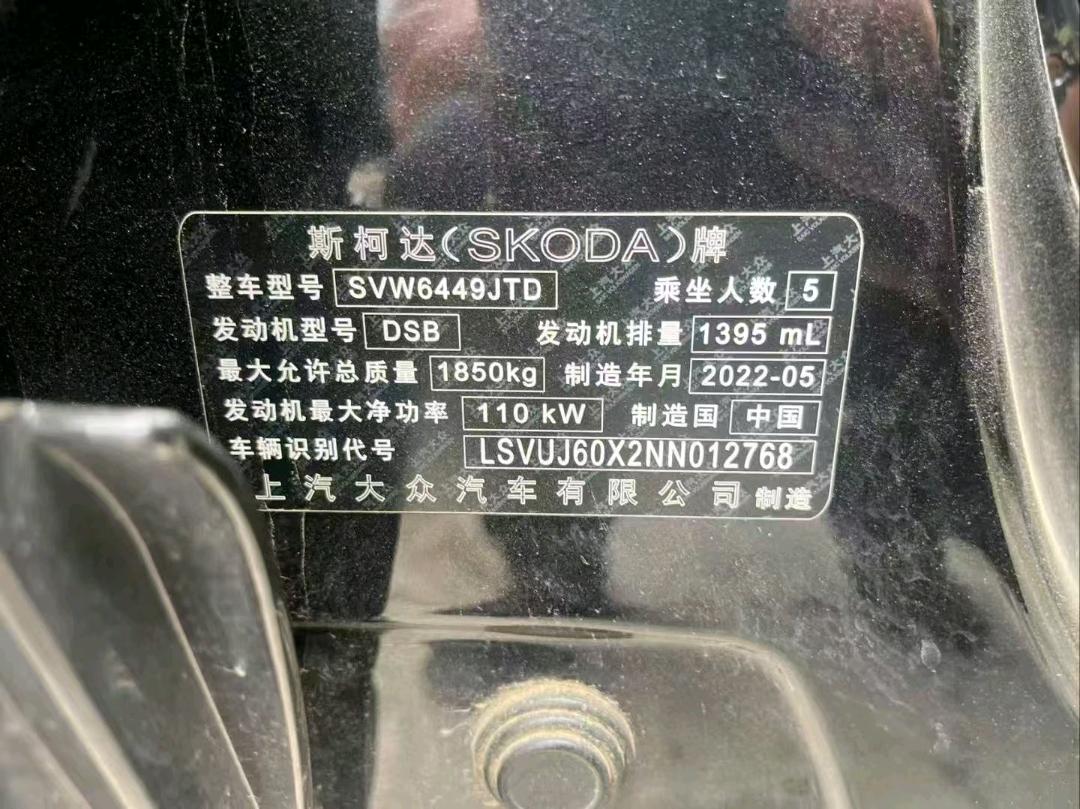 斯柯达(SKODA)牌
整车型号 SVW6449JTD 乘坐人数 5
发动机型号 DSB 发动机排量 1395 mL
最大允许总质量 1850kg 制造年月 2022-05
发动机最大净功率 110 kW 制造国 中国
车辆识别代号 LSVUJ60X2NN012768
上汽大众汽车有限公司 制造